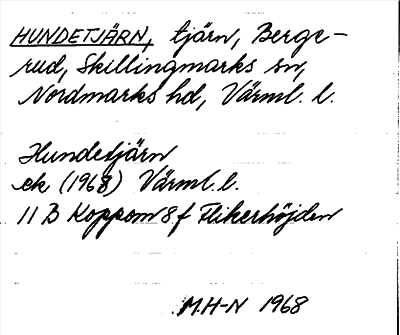 HUNDETJÄRN, tjärn, Berge-
rud, Skillingmarks sn,
Nordmarks hd, Värml. l.
Hundetjärn
ek (1968) Värml. l.
11 B Koppom 8 f Flikerhöjden
M.H-N 1968